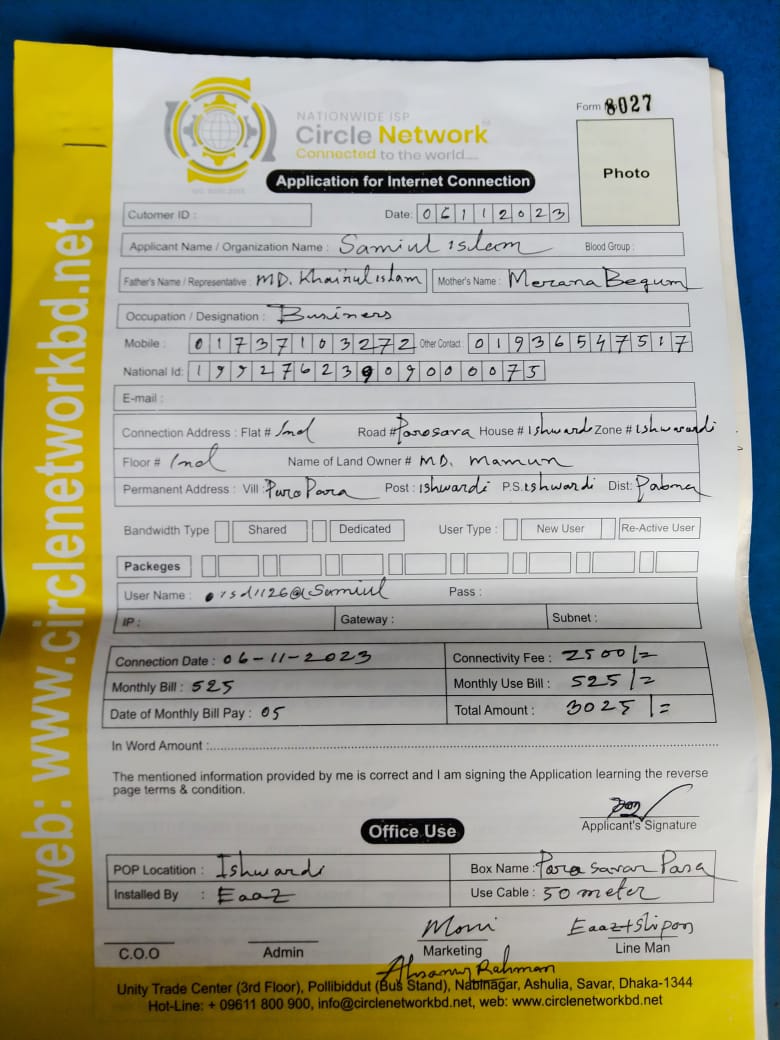 web: www.circlenetworkbd.net
NATIONWIDE ISP
Circle Network
Connected to the world....
Form No 8027
Photo
Application for Internet Connection
Cutomer ID :
Date: 06112023
Applicant Name / Organization Name : Samiul islam
Blood Group :
Father's Name / Representative : MD. Khairul islam
Mother's Name : Merana Begum
Occupation / Designation : Business
Mobile : 01737103272 Other Contact: 01936547517
National Id: 19927623909000075
E-mail :
Connection Address : Flat # 2nd Road # Parosara House # ishwardi Zone # ishwardi
Floor # 2nd Name of Land Owner # MD. Mamun
Permanent Address : Vill : Puro Para Post : ishwardi P.S. ishwardi Dist: Pabna
Bandwidth Type Shared Dedicated User Type : New User Re-Active User
Packeges
User Name : isd1126@Samiul Pass :
IP : Gateway : Subnet :
Connection Date : 06-11-2023 Connectivity Fee : 2500/=
Monthly Bill : 525 Monthly Use Bill : 525/=
Date of Monthly Bill Pay : 05 Total Amount : 3025/=
In Word Amount :
The mentioned information provided by me is correct and I am signing the Application learning the reverse
page terms & condition.
Applicant's Signature
Office Use
POP Locatition : Ishwardi Box Name : Para Para
Installed By : Eaaz Use Cable : 50 meter
Moni Eaaz+Shipon
C.O.O Admin Marketing Line Man
Rahman
Unity Trade Center (3rd Floor), Pollibiddut (Bus Stand), Nabinagar, Ashulia, Savar, Dhaka-1344
Hot-Line: + 09611 800 900, info@circlenetworkbd.net, web: www.circlenetworkbd.net